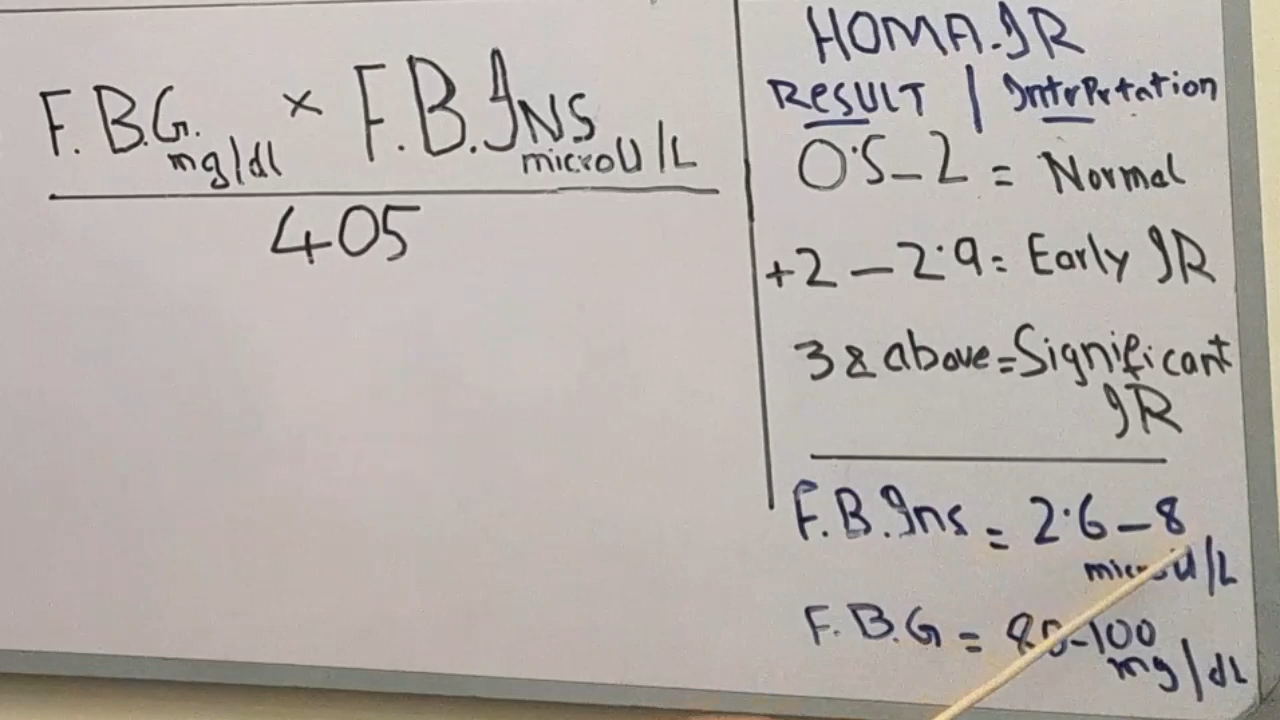 F.B.G. mg/dl × F.B.Ins microU/L
405
HOMA.IR
RESULT | Interpretation
0.5-2 = Normal
+2-2.9= Early IR
3 & above=Significant
IR
F.B.Ins = 2.6-8
microU/L
F.B.G = -100
mg/dL